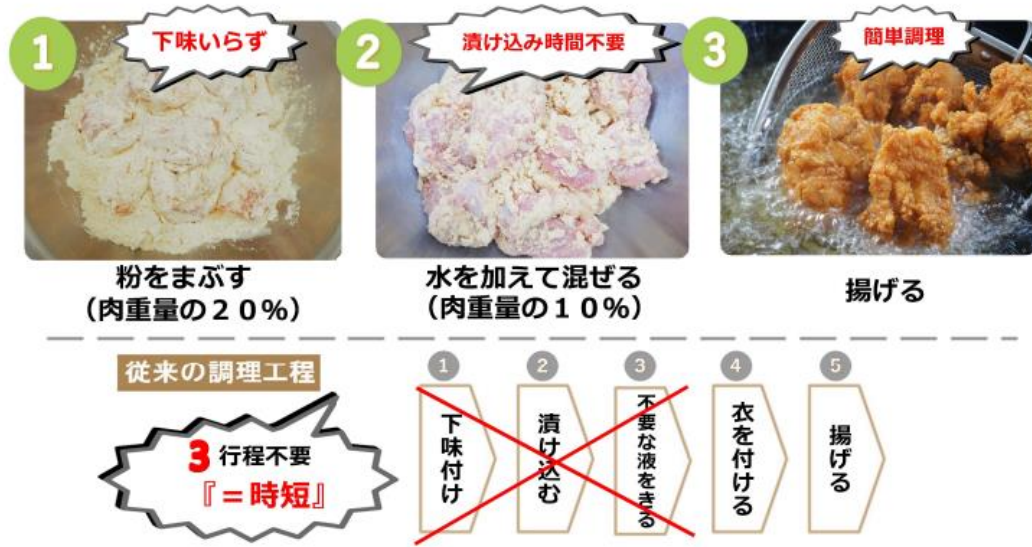 1
下味いらず
2
漬け込み時間不要
3
簡単調理
粉をまぶす
（肉重量の２０％）
水を加えて混ぜる
（肉重量の１０％）
揚げる
従来の調理工程
3 行程不要
『＝時短』
1
下味付け
2
漬け込む
3
不要な液をきる
4
衣を付ける
5
揚げる